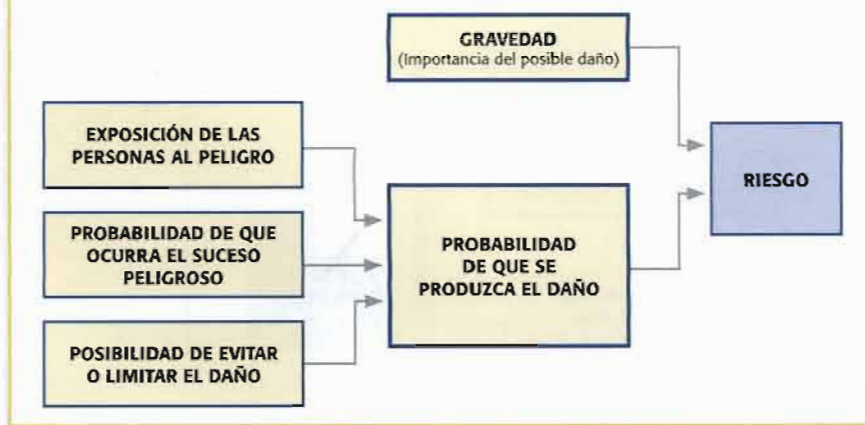 GRAVEDAD
(Importancia del posible daño)
EXPOSICIÓN DE LAS
PERSONAS AL PELIGRO
PROBABILIDAD DE QUE
OCURRA EL SUCESO
PELIGROSO
POSIBILIDAD DE EVITAR
O LIMITAR EL DAÑO
PROBABILIDAD
DE QUE SE
PRODUZCA EL DAÑO
RIESGO